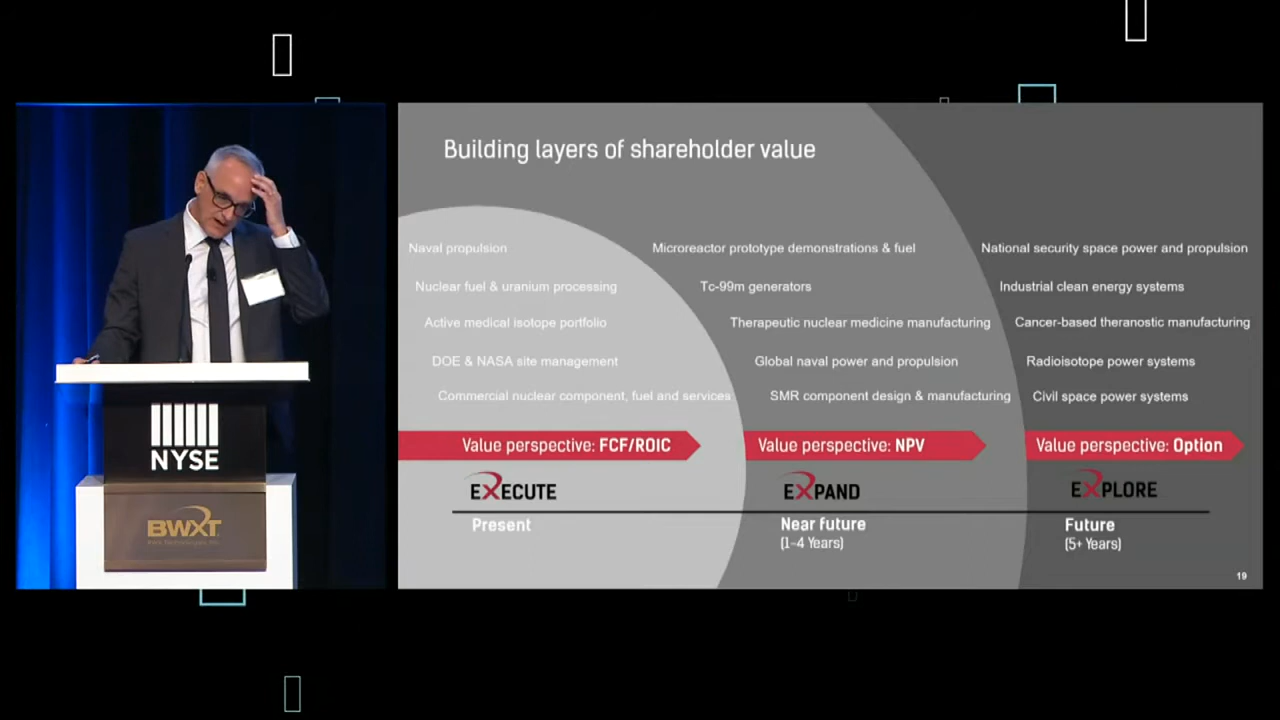 Building layers of shareholder value
Naval propulsion
Nuclear fuel & uranium processing
Active medical isotope portfolio
DOE & NASA site management
Commercial nuclear component, fuel and services
Value perspective: FCF/ROIC
EXECUTE
Present
Microreactor prototype demonstrations & fuel
Tc-99m generators
Therapeutic nuclear medicine manufacturing
Global naval power and propulsion
SMR component design & manufacturing
Value perspective: NPV
EXPAND
Near future
(1-4 Years)
National security space power and propulsion
Industrial clean energy systems
Cancer-based theranostic manufacturing
Radioisotope power systems
Civil space power systems
Value perspective: Option
EXPLORE
Future
(5+ Years)
19
NYSE
BWXT